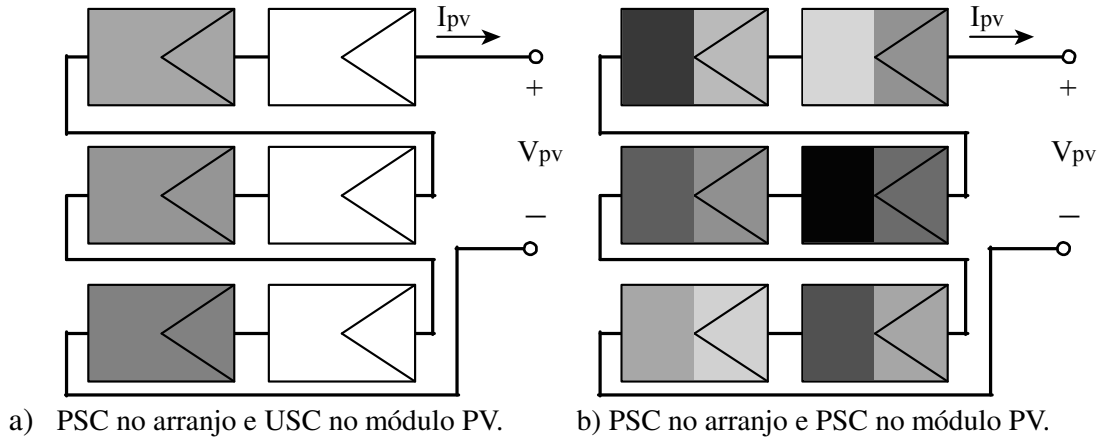 Ipv
+
Vpv
−
a) PSC no arranjo e USC no módulo PV.
Ipv
+
Vpv
−
b) PSC no arranjo e PSC no módulo PV.